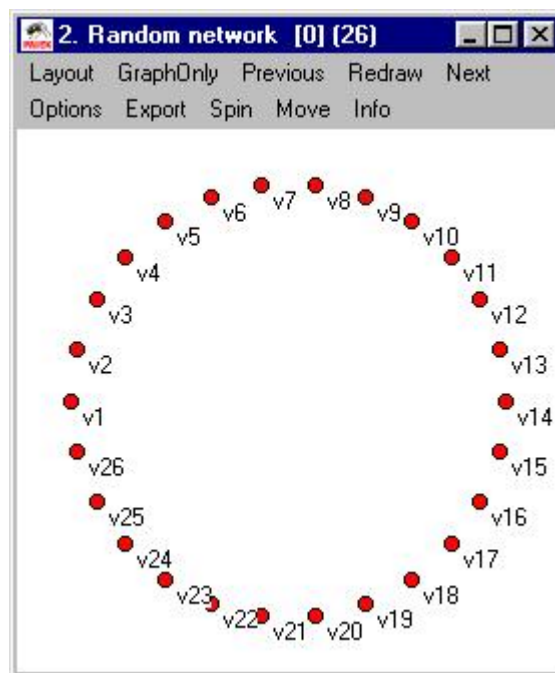 2. Random network [0] (26)
Layout GraphOnly Previous Redraw Next
Options Export Spin Move Info
v7 v8
v6 v9
v5 v10
v4 v11
v3 v12
v2 v13
v1 v14
v26 v15
v25 v16
v24 v17
v23 v18
v22 v19
v21 v20